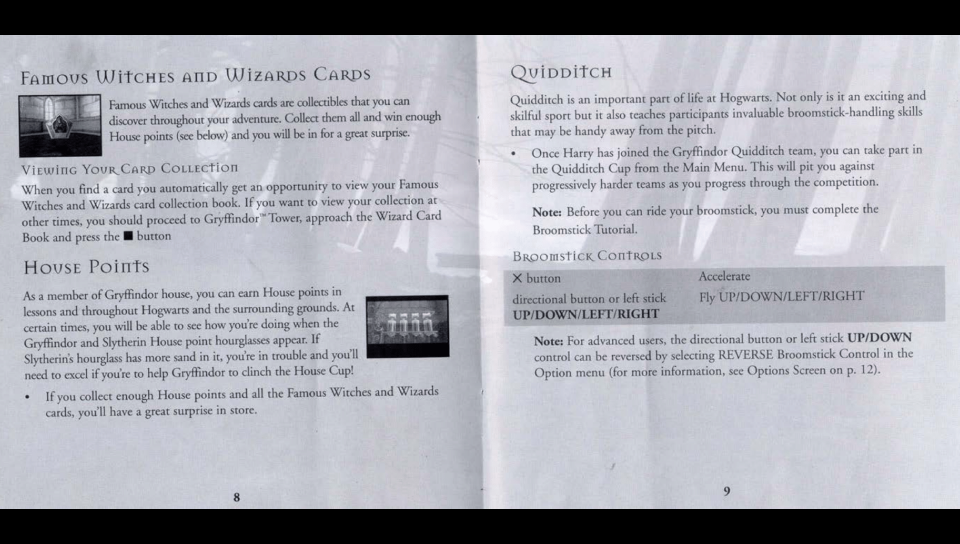 Famous Witches and Wizards Cards
Famous Witches and Wizards cards are collectibles that you can
discover throughout your adventure. Collect them all and win enough
House points (see below) and you will be in for a great surprise.
Viewing Your Card Collection
When you find a card you automatically get an opportunity to view your Famous
Witches and Wizards card collection book. If you want to view your collection at
other times, you should proceed to Gryffindor™ Tower, approach the Wizard Card
Book and press the ■ button
House Points
As a member of Gryffindor house, you can earn House points in
lessons and throughout Hogwarts and the surrounding grounds. At
certain times, you will be able to see how you're doing when the
Gryffindor and Slytherin House point hourglasses appear. If
Slytherin's hourglass has more sand in it, you're in trouble and you'll
need to excel if you're to help Gryffindor to clinch the House Cup!
• If you collect enough House points and all the Famous Witches and Wizards
cards, you'll have a great surprise in store.
8
Quidditch
Quidditch is an important part of life at Hogwarts. Not only is it an exciting and
skilful sport but it also teaches participants invaluable broomstick-handling skills
that may be handy away from the pitch.
• Once Harry has joined the Gryffindor Quidditch team, you can take part in
the Quidditch Cup from the Main Menu. This will pit you against
progressively harder teams as you progress through the competition.
Note: Before you can ride your broomstick, you must complete the
Broomstick Tutorial.
Broomstick Controls
✕ button Accelerate
directional button or left stick Fly UP/DOWN/LEFT/RIGHT
UP/DOWN/LEFT/RIGHT
Note: For advanced users, the directional button or left stick UP/DOWN
control can be reversed by selecting REVERSE Broomstick Control in the
Option menu (for more information, see Options Screen on p. 12).
9